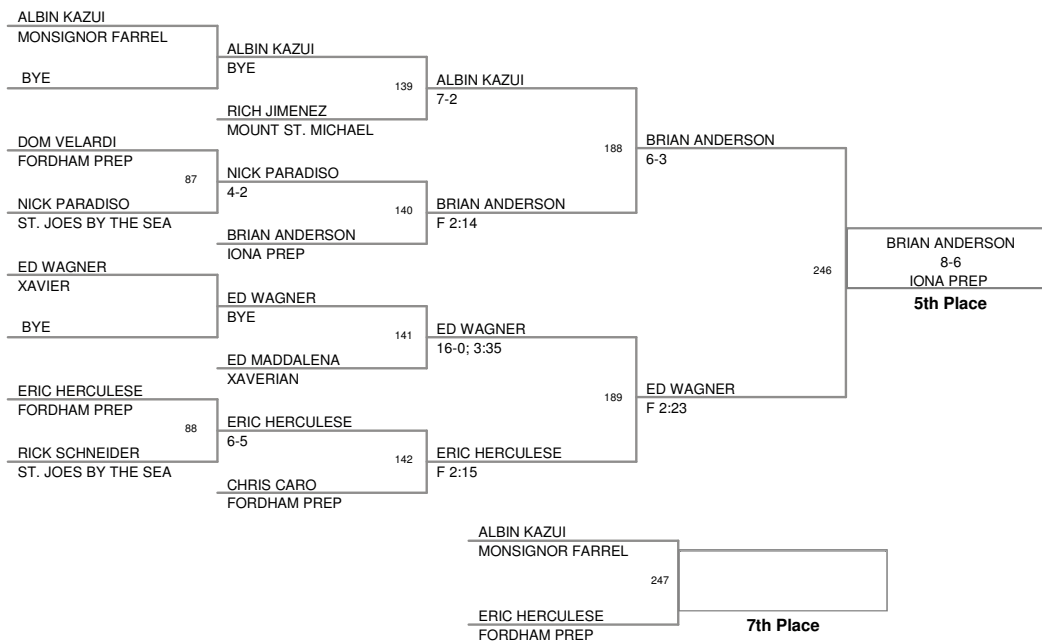 ALBIN KAZUI
MONSIGNOR FARREL
BYE
ALBIN KAZUI
BYE
139
RICH JIMENEZ
MOUNT ST. MICHAEL
ALBIN KAZUI
7-2
DOM VELARDI
FORDHAM PREP
87
NICK PARADISO
ST. JOES BY THE SEA
NICK PARADISO
4-2
140
BRIAN ANDERSON
IONA PREP
BRIAN ANDERSON
F 2:14
188
BRIAN ANDERSON
6-3
ED WAGNER
XAVIER
BYE
ED WAGNER
BYE
141
ED MADDALENA
XAVERIAN
ED WAGNER
16-0; 3:35
ERIC HERCULESE
FORDHAM PREP
88
RICK SCHNEIDER
ST. JOES BY THE SEA
ERIC HERCULESE
6-5
142
CHRIS CARO
FORDHAM PREP
ERIC HERCULESE
F 2:15
189
ED WAGNER
F 2:23
246
BRIAN ANDERSON
8-6
IONA PREP
5th Place
ALBIN KAZUI
MONSIGNOR FARREL
247
ERIC HERCULESE
FORDHAM PREP
7th Place